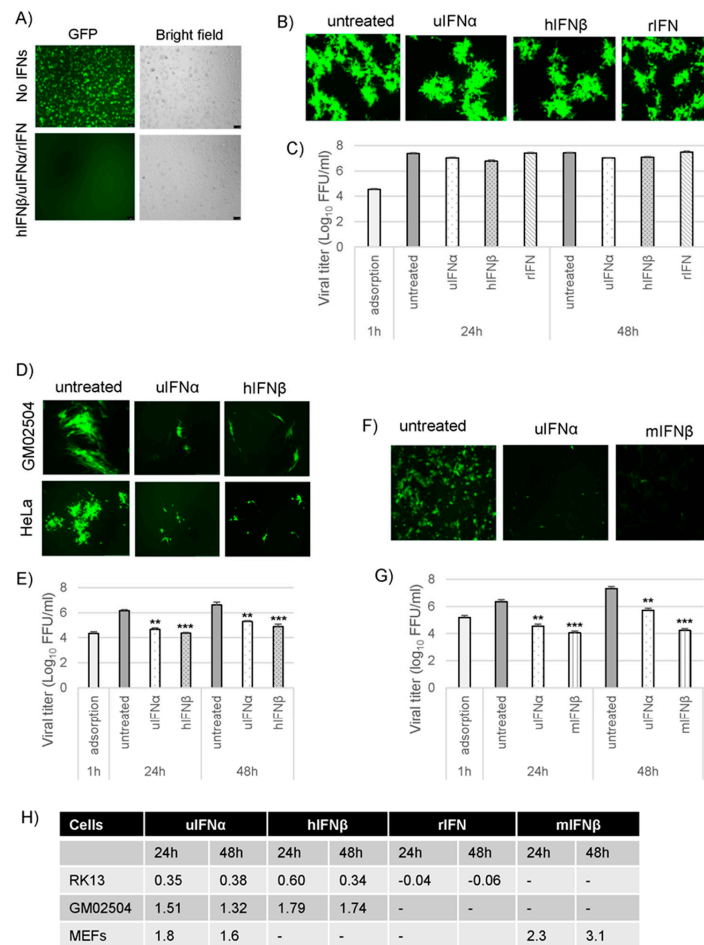 A)
GFP Bright field
No IFNs
hIFNβ/uIFNα/rIFN
B)
untreated uIFNα hIFNβ rIFN
C)
Viral titer (Log10 FFU/ml)
8
6
4
2
0
adsorption untreated uIFNα hIFNβ rIFN untreated uIFNα hIFNβ rIFN
1h 24h 48h
D)
untreated uIFNα hIFNβ
GM02504
HeLa
E)
Viral titer (Log10 FFU/ml)
8
6
4
2
0
** *** ** ***
adsorption untreated uIFNα hIFNβ untreated uIFNα hIFNβ
1h 24h 48h
F)
untreated uIFNα mIFNβ
G)
Viral titer (log10 FFU/ml)
8
6
4
2
0
** *** ** ***
adsorption untreated uIFNα mIFNβ untreated uIFNα mIFNβ
1h 24h 48h
H)
Cells uIFNα hIFNβ rIFN mIFNβ
24h 48h 24h 48h 24h 48h 24h 48h
RK13 0.35 0.38 0.60 0.34 -0.04 -0.06 - -
GM02504 1.51 1.32 1.79 1.74 - - - -
MEFs 1.8 1.6 - - - - 2.3 3.1